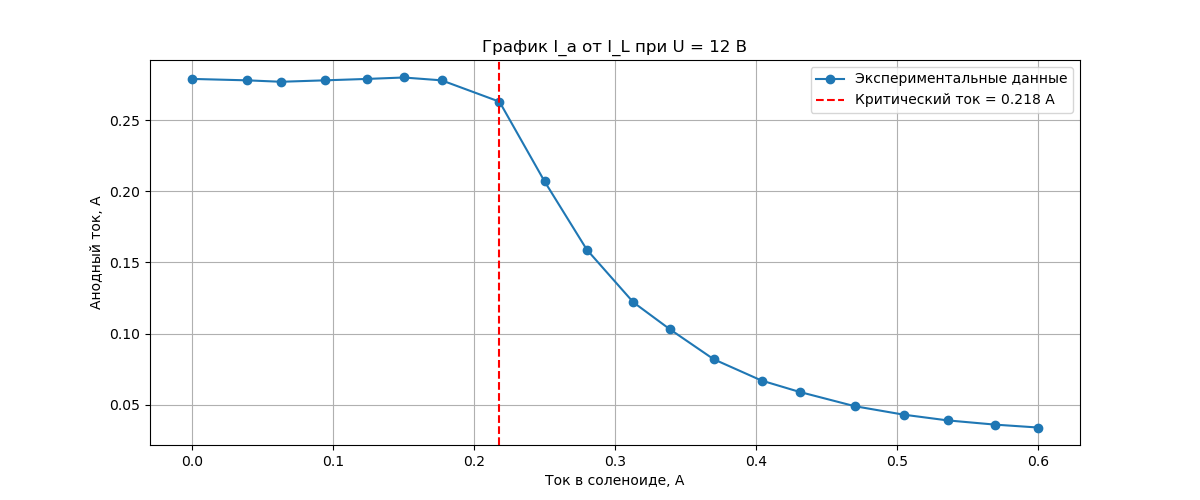 График I_a от I_L при U = 12 В
Экспериментальные данные
Критический ток = 0.218 А
Анодный ток, А
0.25
0.20
0.15
0.10
0.05
0.0 0.1 0.2 0.3 0.4 0.5 0.6
Ток в соленоиде, А